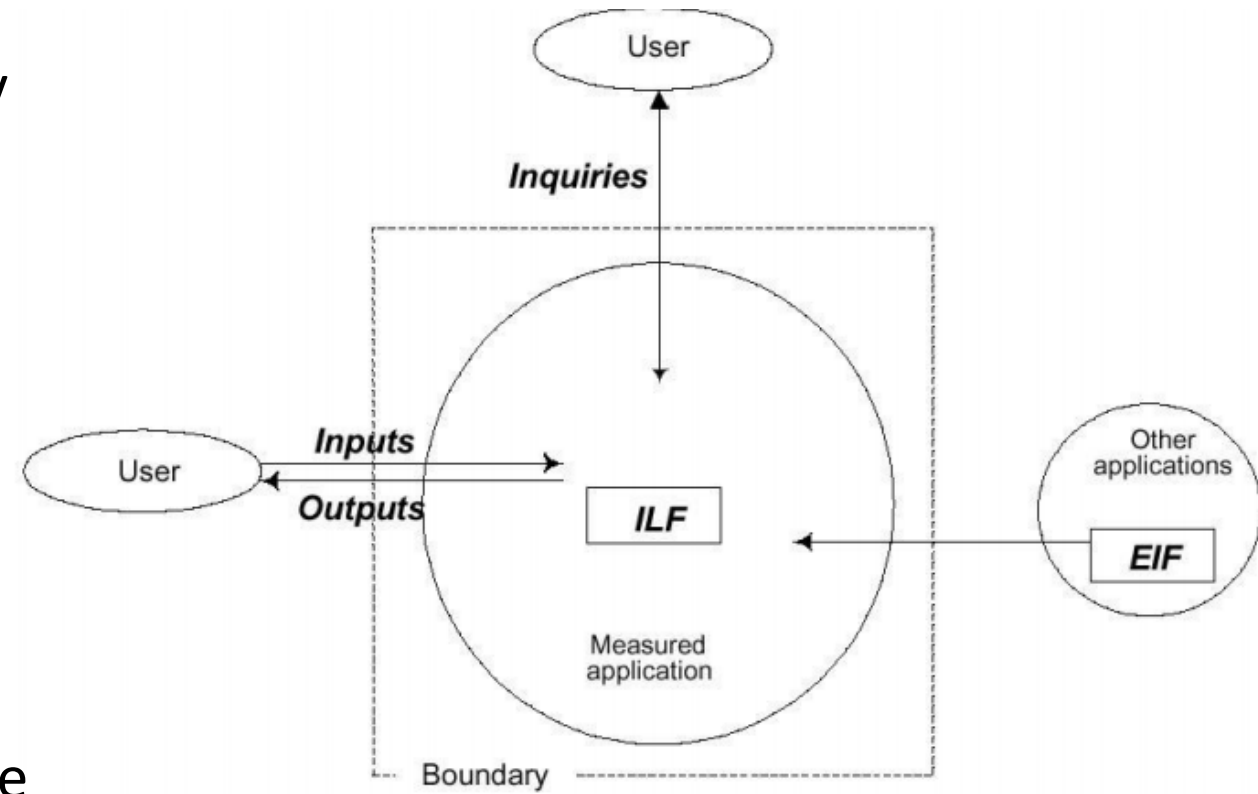 User
y
Inquiries
Inputs
User
Outputs
Other
applications
ILF
EIF
Measured
application
Boundary
e